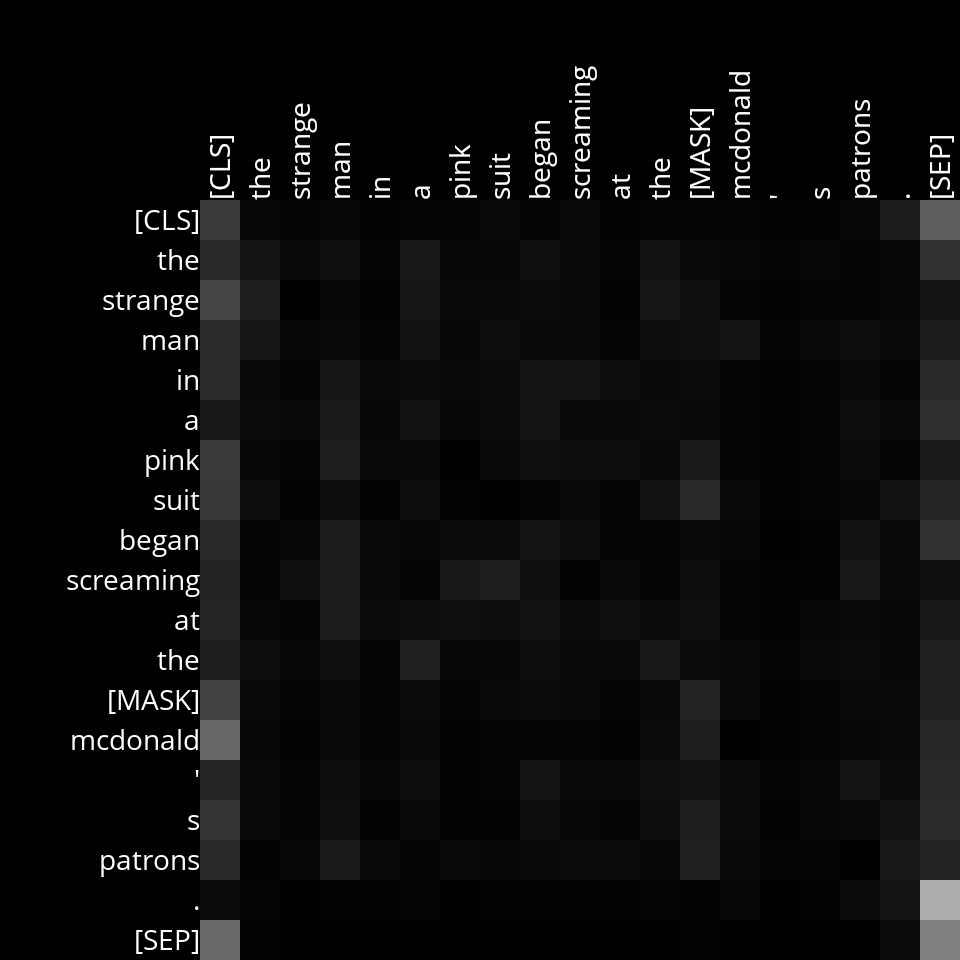 [CLS] the strange man in a pink suit began screaming at the [MASK] mcdonald ' s patrons . [SEP]
[CLS]
the
strange
man
in
a
pink
suit
began
screaming
at
the
[MASK]
mcdonald
'
s
patrons
.
[SEP]